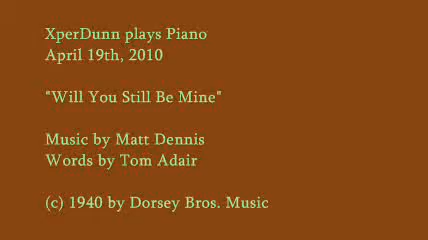 XperDunn plays Piano
April 19th, 2010
"Will You Still Be Mine"
Music by Matt Dennis
Words by Tom Adair
(c) 1940 by Dorsey Bros. Music